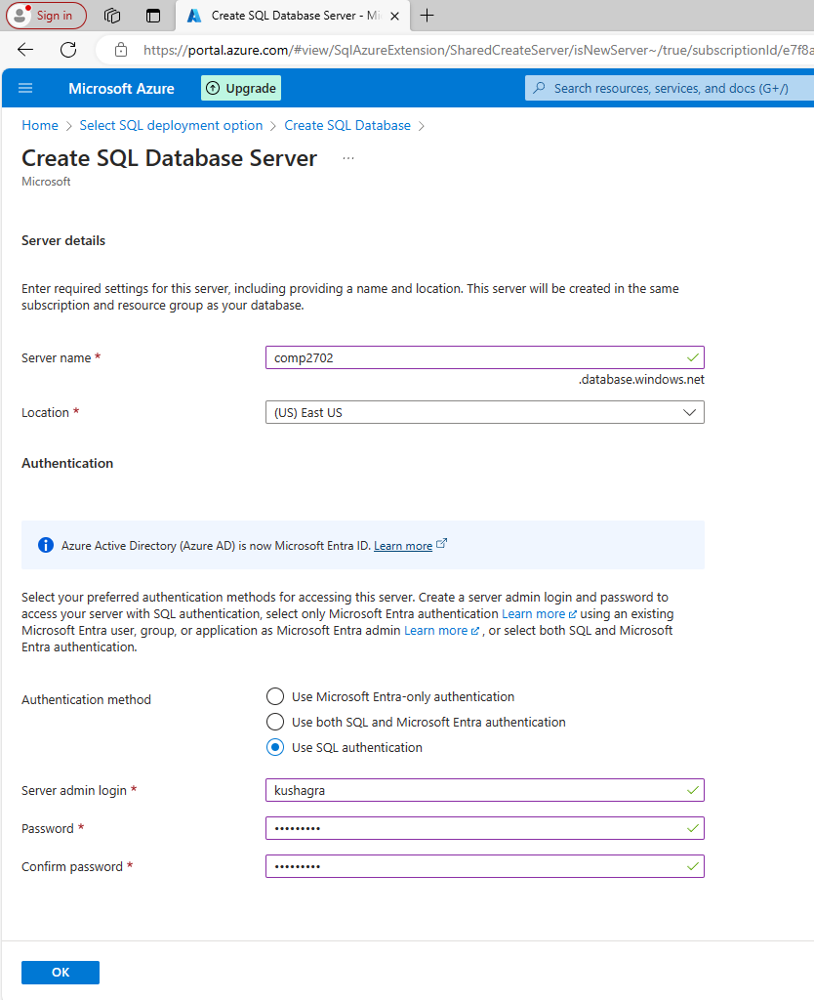 Sign in
Create SQL Database Server - Mi
https://portal.azure.com/#view/SqlAzureExtension/SharedCreateServer/isNewServer~/true/subscriptionId/e7f8a
Microsoft Azure
Upgrade
Search resources, services, and docs (G+/)
Home > Select SQL deployment option > Create SQL Database >
Create SQL Database Server ...
Microsoft
Server details
Enter required settings for this server, including providing a name and location. This server will be created in the same
subscription and resource group as your database.
Server name * comp2702
.database.windows.net
Location * (US) East US
Authentication
Azure Active Directory (Azure AD) is now Microsoft Entra ID. Learn more
Select your preferred authentication methods for accessing this server. Create a server admin login and password to
access your server with SQL authentication, select only Microsoft Entra authentication Learn more using an existing
Microsoft Entra user, group, or application as Microsoft Entra admin Learn more , or select both SQL and Microsoft
Entra authentication.
Authentication method
Use Microsoft Entra-only authentication
Use both SQL and Microsoft Entra authentication
Use SQL authentication
Server admin login * kushagra
Password * •••••••••
Confirm password * •••••••••
OK